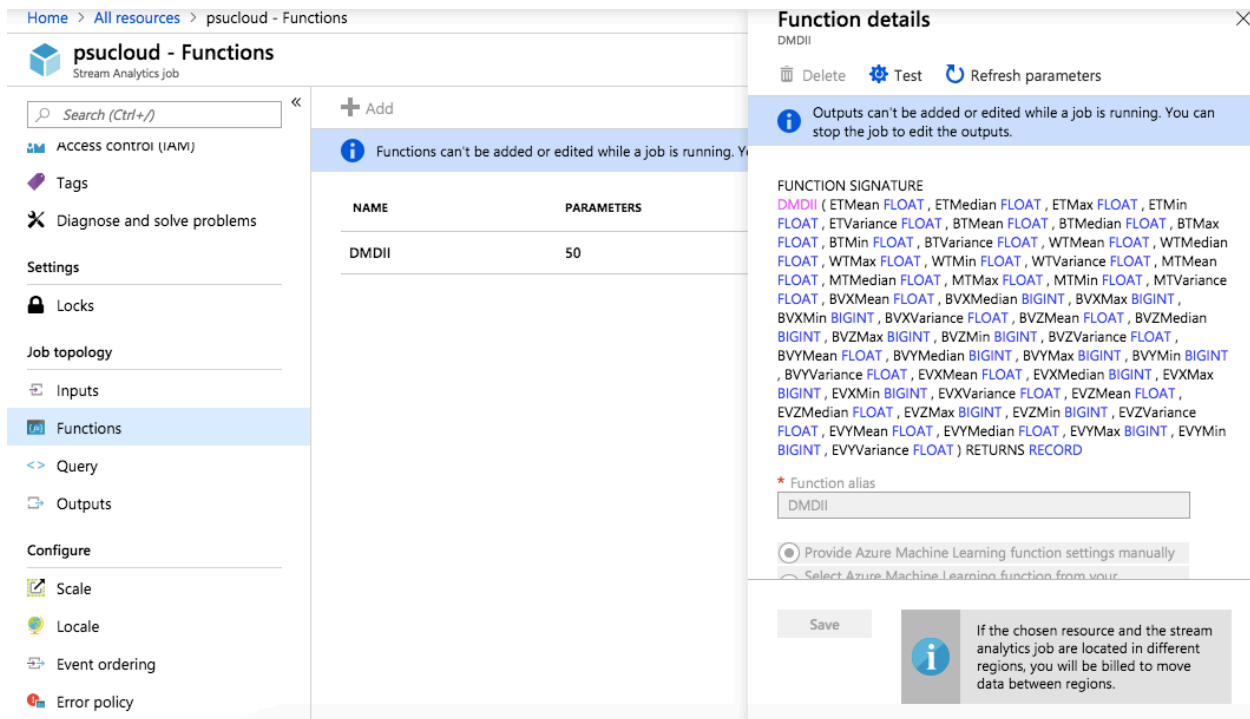 Home > All resources > psucloud - Functions
psucloud - Functions
Stream Analytics job
Search (Ctrl+/)
«
Access control (IAM)
Tags
Diagnose and solve problems
Settings
Locks
Job topology
Inputs
Functions
Query
Outputs
Configure
Scale
Locale
Event ordering
Error policy
Add
Functions can't be added or edited while a job is running.
NAME PARAMETERS
DMDII 50
Function details
DMDII
Delete Test Refresh parameters
Outputs can't be added or edited while a job is running. You can
stop the job to edit the outputs.
FUNCTION SIGNATURE
DMDII ( ETMean FLOAT , ETMedian FLOAT , ETMax FLOAT , ETMin
FLOAT , ETVariance FLOAT , BTMean FLOAT , BTMedian FLOAT , BTMax
FLOAT , BTMin FLOAT , BTVariance FLOAT , WTMean FLOAT , WTMedian
FLOAT , WTMax FLOAT , WTMin FLOAT , WTVariance FLOAT , MTMean
FLOAT , MTMedian FLOAT , MTMax FLOAT , MTMin FLOAT , MTVariance
FLOAT , BVXMean FLOAT , BVXMedian BIGINT , BVXMax BIGINT ,
BVXMin BIGINT , BVXVariance FLOAT , BVZMean FLOAT , BVZMedian
BIGINT , BVZMax BIGINT , BVZMin BIGINT , BVZVariance FLOAT ,
BVYMean FLOAT , BVYMedian BIGINT , BVYMax BIGINT , BVYMin BIGINT
, BVYVariance FLOAT , EVXMean FLOAT , EVXMedian BIGINT , EVXMax
BIGINT , EVXMin BIGINT , EVXVariance FLOAT , EVZMean FLOAT ,
EVZMedian FLOAT , EVZMax BIGINT , EVZMin BIGINT , EVZVariance
FLOAT , EVYMean FLOAT , EVYMedian FLOAT , EVYMax BIGINT , EVYMin
BIGINT , EVYVariance FLOAT ) RETURNS RECORD
* Function alias
DMDII
Provide Azure Machine Learning function settings manually
Select Azure Machine Learning function from your
Save
If the chosen resource and the stream
analytics job are located in different
regions, you will be billed to move
data between regions.